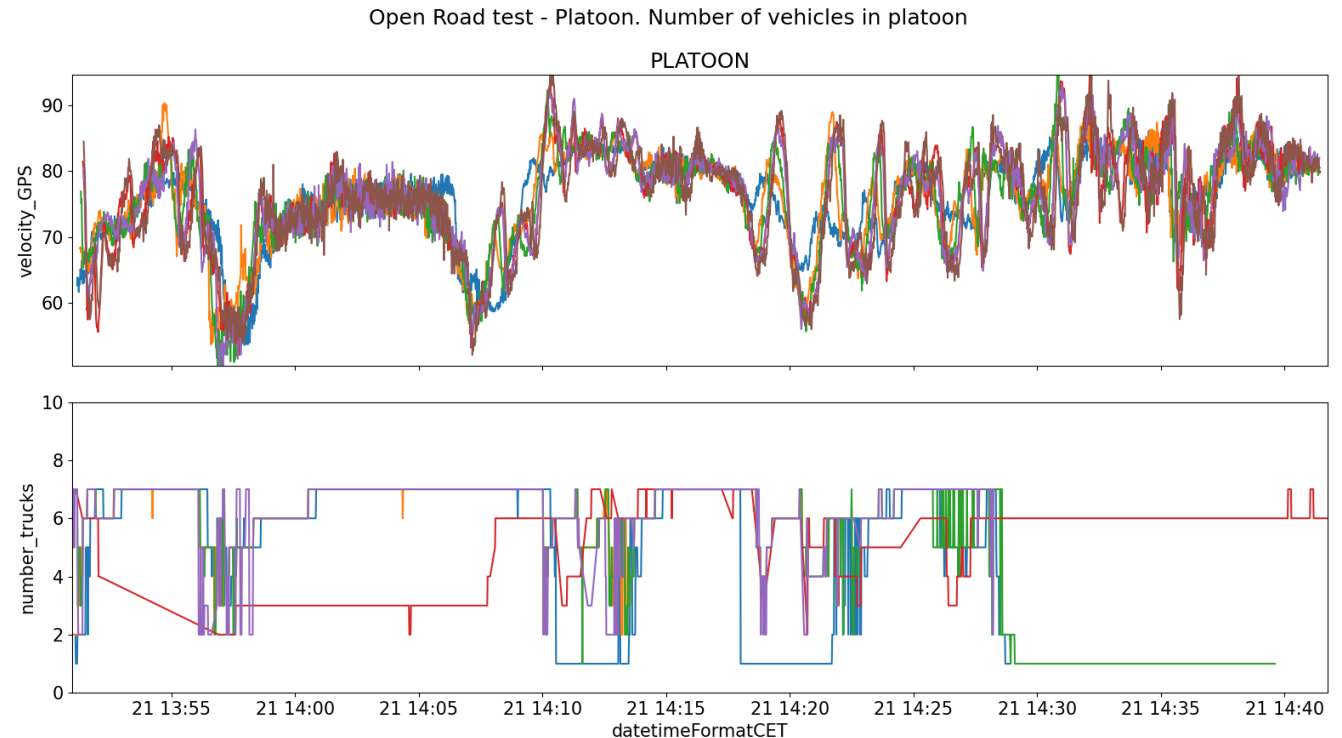 Open Road test - Platoon. Number of vehicles in platoon
PLATOON
velocity_GPS
90
80
70
60
number_trucks
10
8
6
4
2
0
21 13:55 21 14:00 21 14:05 21 14:10 21 14:15 21 14:20 21 14:25 21 14:30 21 14:35 21 14:40
datetimeFormatCET